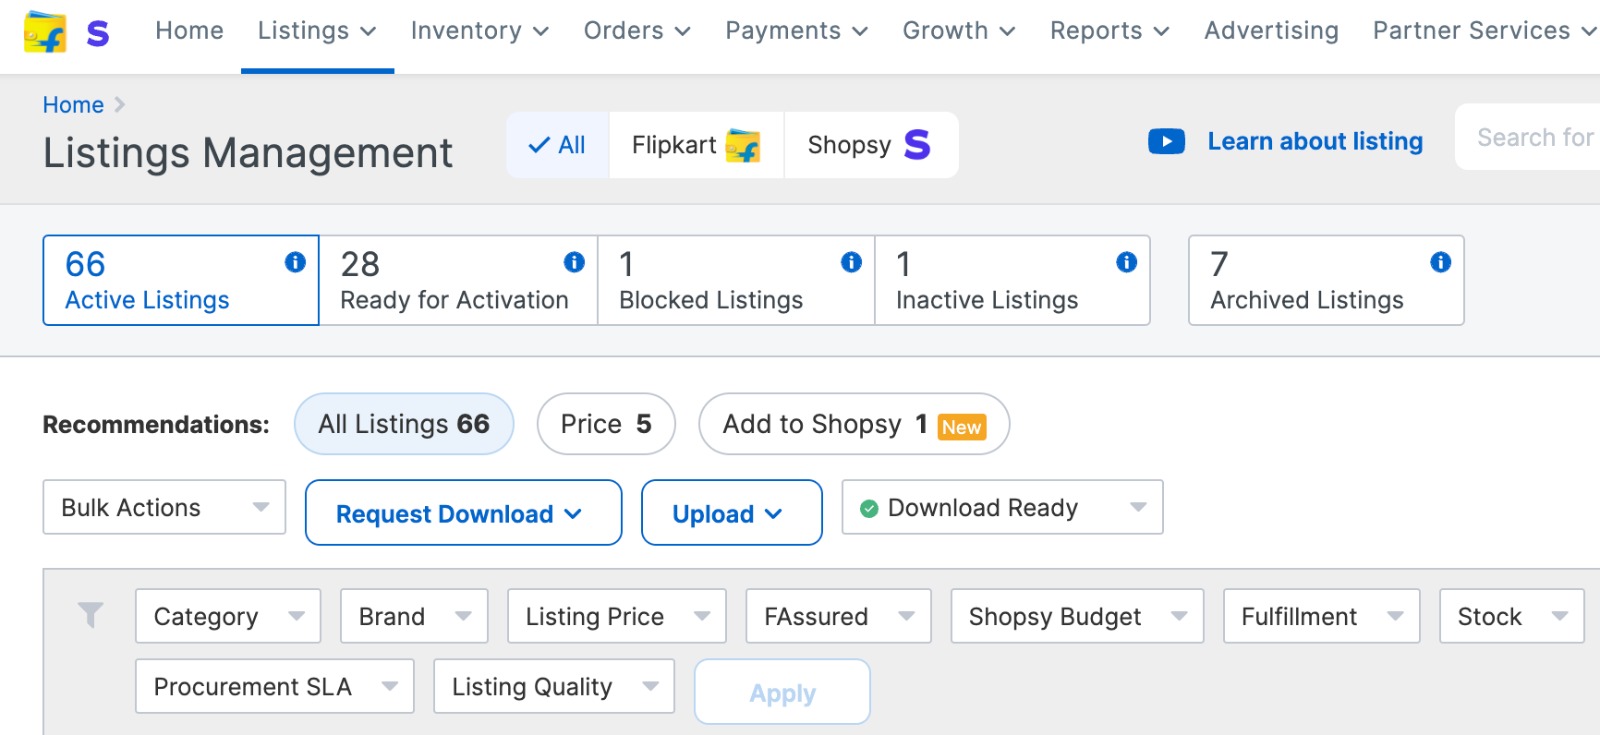 Home Listings Inventory Orders Payments Growth Reports Advertising Partner Services
Home
Listings Management
All Flipkart Shopsy
Learn about listing
Search for
66
Active Listings
28
Ready for Activation
1
Blocked Listings
1
Inactive Listings
7
Archived Listings
Recommendations: All Listings 66 Price 5 Add to Shopsy 1 New
Bulk Actions Request Download Upload Download Ready
Category Brand Listing Price FAssured Shopsy Budget Fulfillment Stock
Procurement SLA Listing Quality Apply